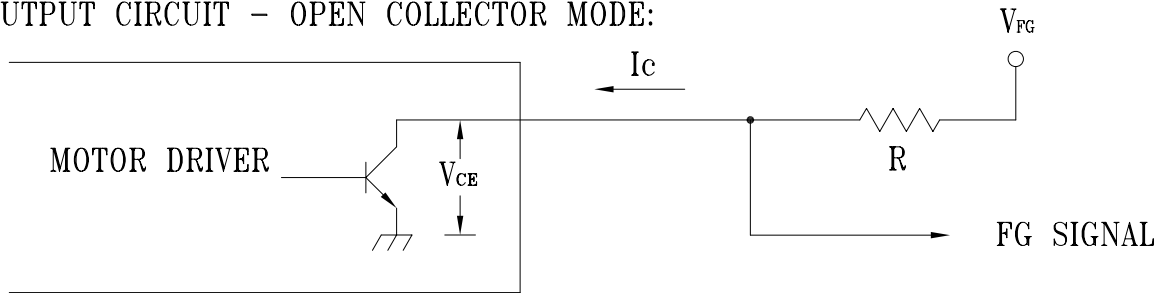 UTPUT CIRCUIT – OPEN COLLECTOR MODE:
VFG
Ic
MOTOR DRIVER
VCE
R
FG SIGNAL